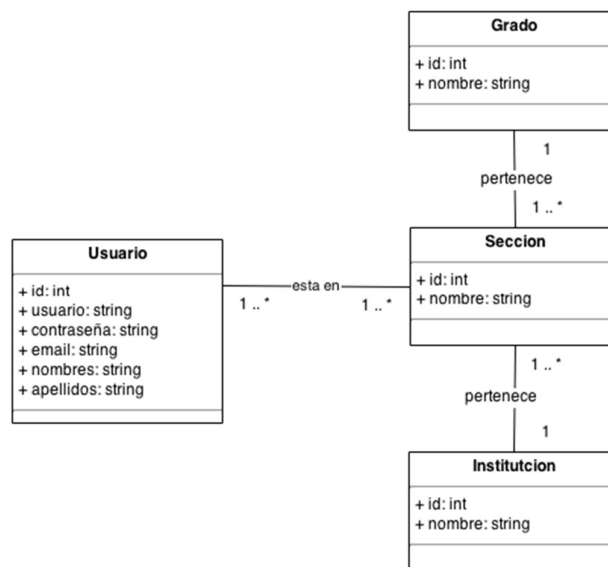 Grado
+ id: int
+ nombre: string
1
pertenece
1 .. *
Seccion
+ id: int
+ nombre: string
Usuario
+ id: int
+ usuario: string
+ contraseña: string
+ email: string
+ nombres: string
+ apellidos: string
esta en
1 .. *
1 .. *
1 .. *
pertenece
1
Institutcion
+ id: int
+ nombre: string